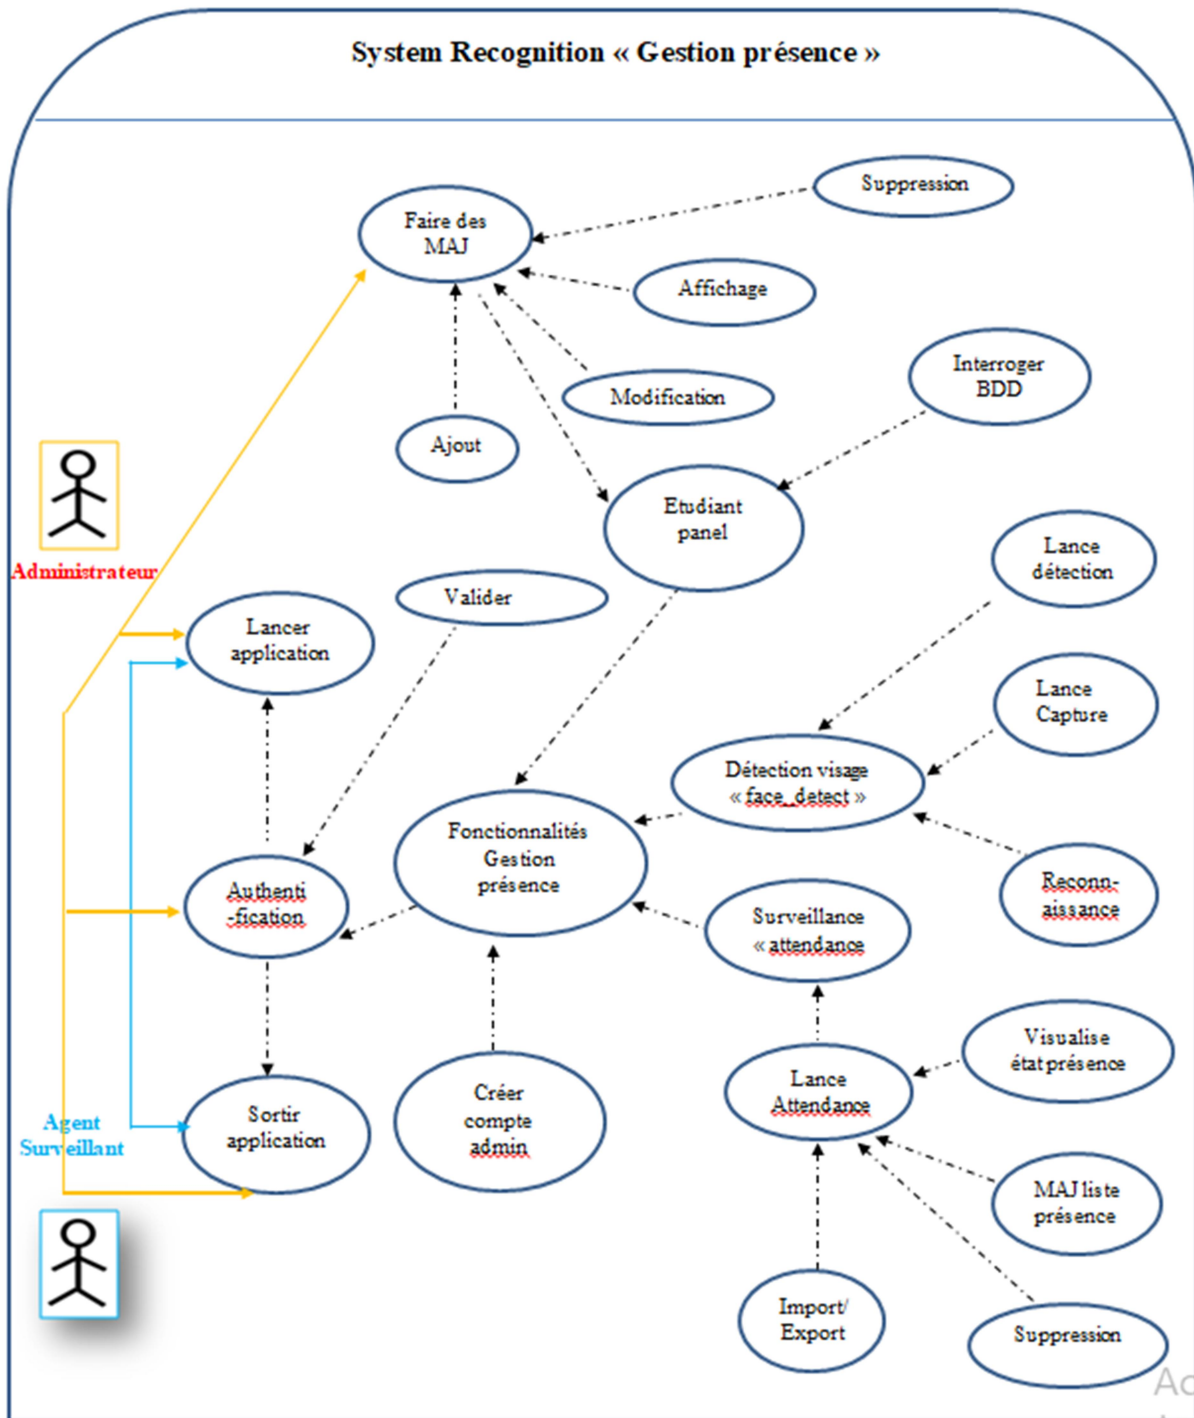 System Recognition « Gestion présence »
Suppression
Faire des
MAJ
Affichage
Interroger
BDD
Modification
Ajout
Etudiant
panel
Lance
détection
Administrateur
Valider
Lancer
application
Lance
Capture
Détection visage
« face_detect »
Fonctionnalités
Gestion
présence
Authenti
-fication
Reconn-
aissance
Surveillance
« attendance
Visualise
état présence
Lance
Attendance
Créer
compte
admin
Sortir
application
Agent
Surveillant
MAJ liste
présence
Import/
Export
Suppression